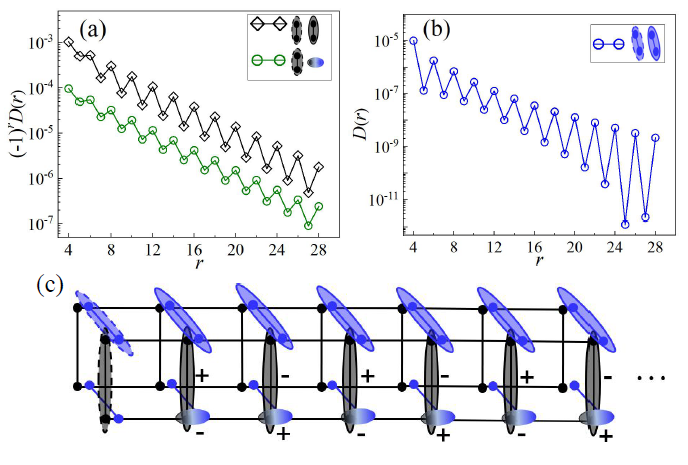 (a)
10^-3
10^-4
10^-5
10^-6
10^-7
(-1)^r D(r)
4 8 12 16 20 24 28
r
(b)
10^-5
10^-7
10^-9
10^-11
D(r)
4 8 12 16 20 24 28
r
(c)
+ - + - + -
- + - + - +
...